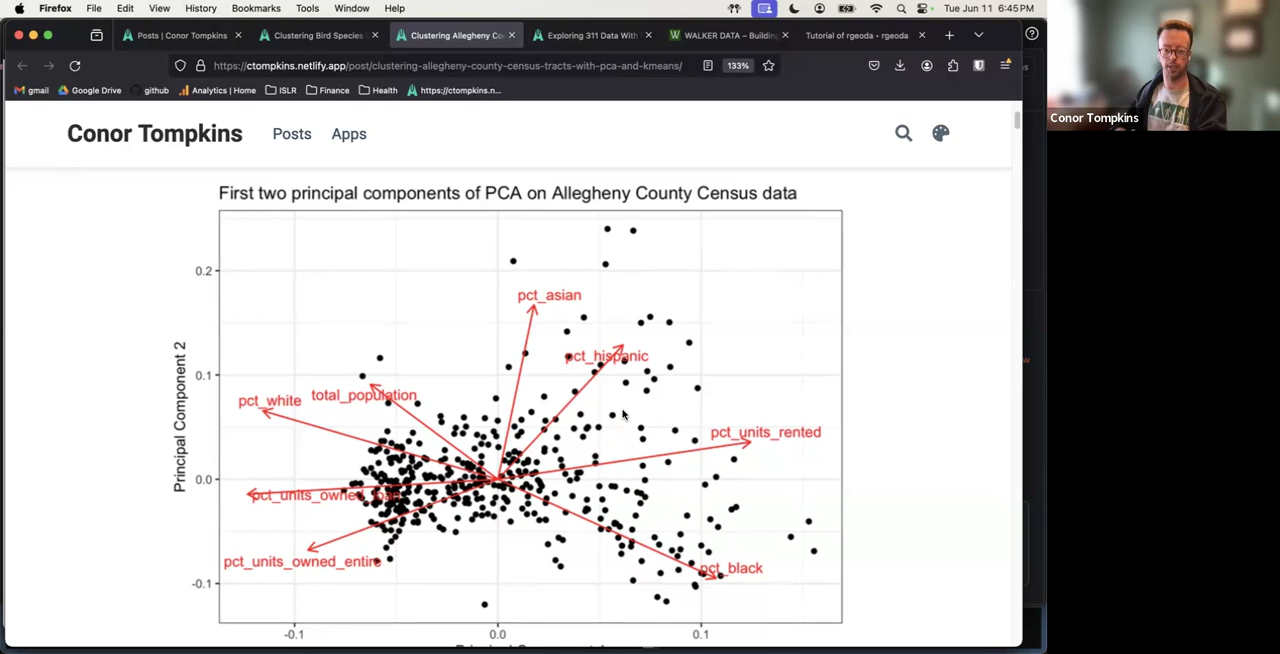 Firefox File Edit View History Bookmarks Tools Window Help Tue Jun 11 6:45 PM
Posts | Conor Tompkins Clustering Bird Species Clustering Allegheny Co Exploring 311 Data With WALKER DATA – Building Tutorial of rgeoda • rgeoda
https://ctompkins.netlify.app/post/clustering-allegheny-county-census-tracts-with-pca-and-kmeans/ 133%
gmail Google Drive github Analytics | Home ISLR Finance Health https://ctompkins.n...
Conor Tompkins Posts Apps
Conor Tompkins
First two principal components of PCA on Allegheny County Census data
0.2
pct_asian
pct_hispanic
0.1
total_population
pct_white
pct_units_rented
Principal Component 2
0.0
pct_units_owned_loan
pct_units_owned_entire
pct_black
-0.1
-0.1 0.0 0.1